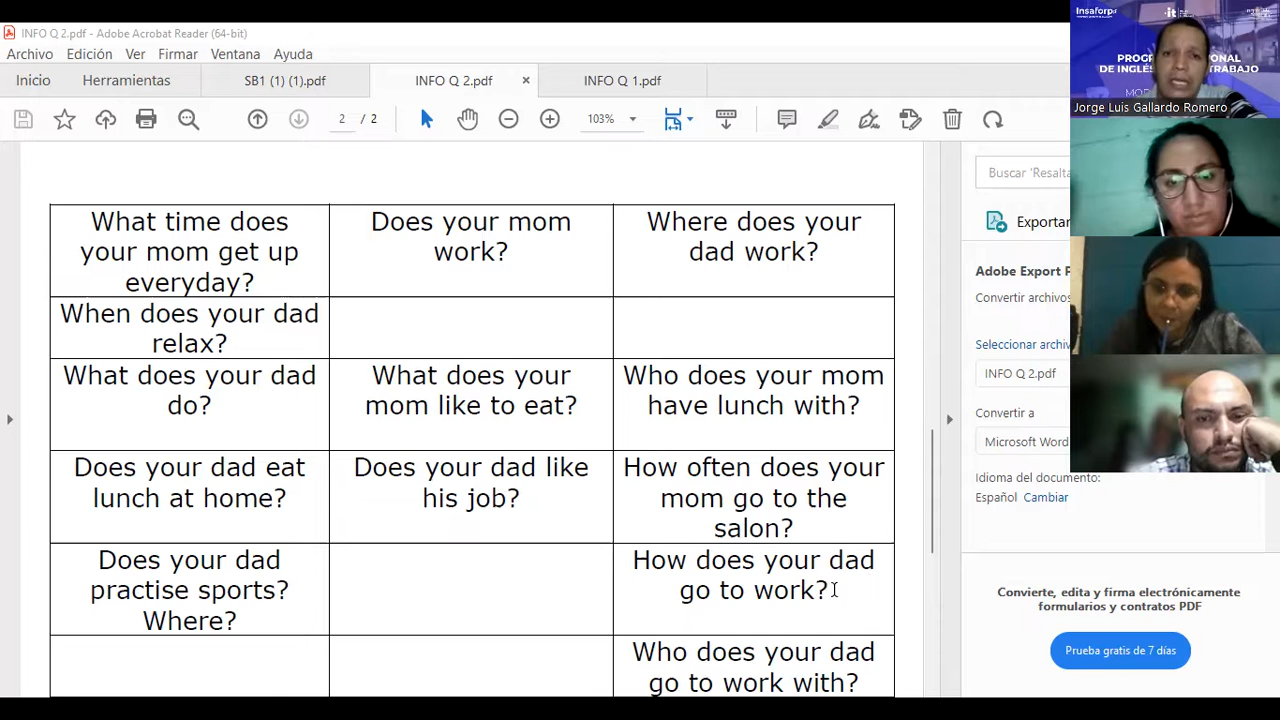 INFO Q 2.pdf - Adobe Acrobat Reader (64-bit)
Archivo Edición Ver Firmar Ventana Ayuda
Inicio Herramientas SB1 (1) (1).pdf INFO Q 2.pdf × INFO Q 1.pdf
2 / 2 103%
What time does
your mom get up
everyday?
Does your mom
work?
Where does your
dad work?
When does your dad
relax?
What does your dad
do?
What does your
mom like to eat?
Who does your mom
have lunch with?
Does your dad eat
lunch at home?
Does your dad like
his job?
How often does your
mom go to the
salon?
Does your dad
practise sports?
Where?
How does your dad
go to work?
Who does your dad
go to work with?
Buscar 'Resalta
Exportar
Adobe Export P
Convertir archivos
Seleccionar archiv
INFO Q 2.pdf
Convertir a
Microsoft Word
Idioma del documento:
Español Cambiar
Convierte, edita y firma electrónicamente
formularios y contratos PDF
Prueba gratis de 7 días
Insaforp
it
PROG ONAL
DE INGLÉS TRABAJO
Jorge Luis Gallardo Romero